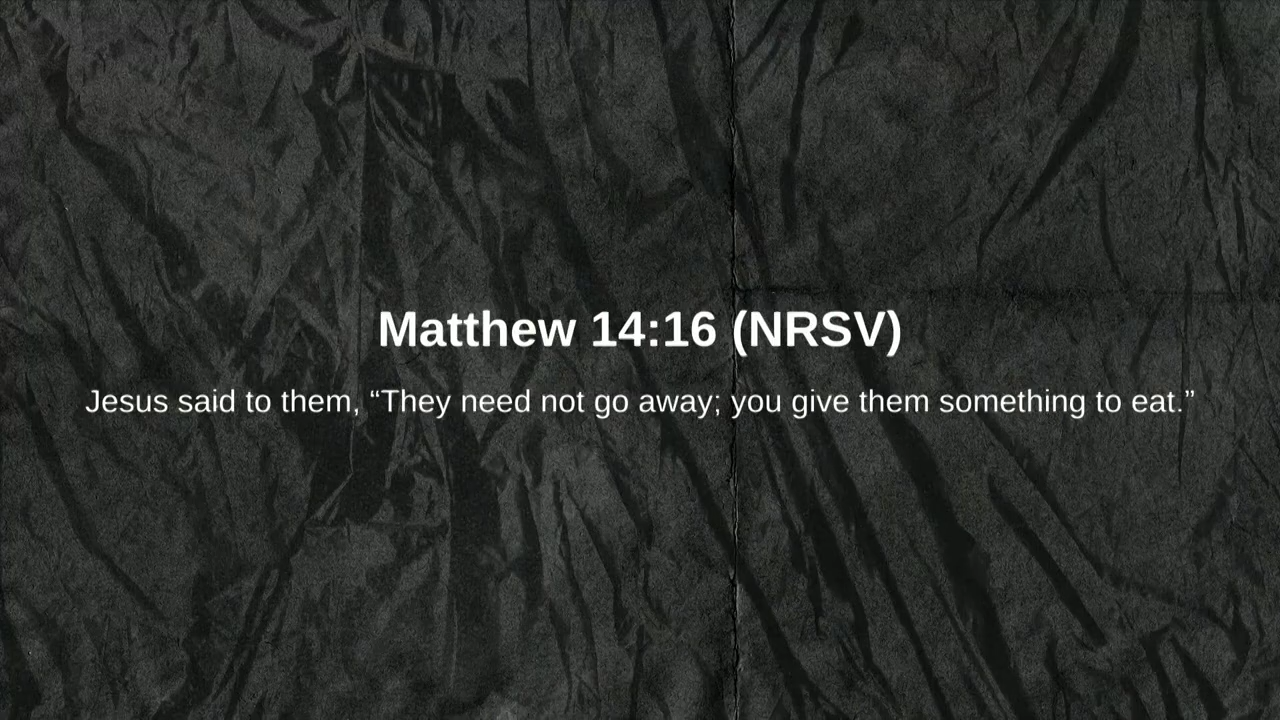 Matthew 14:16 (NRSV)
Jesus said to them, “They need not go away; you give them something to eat.”